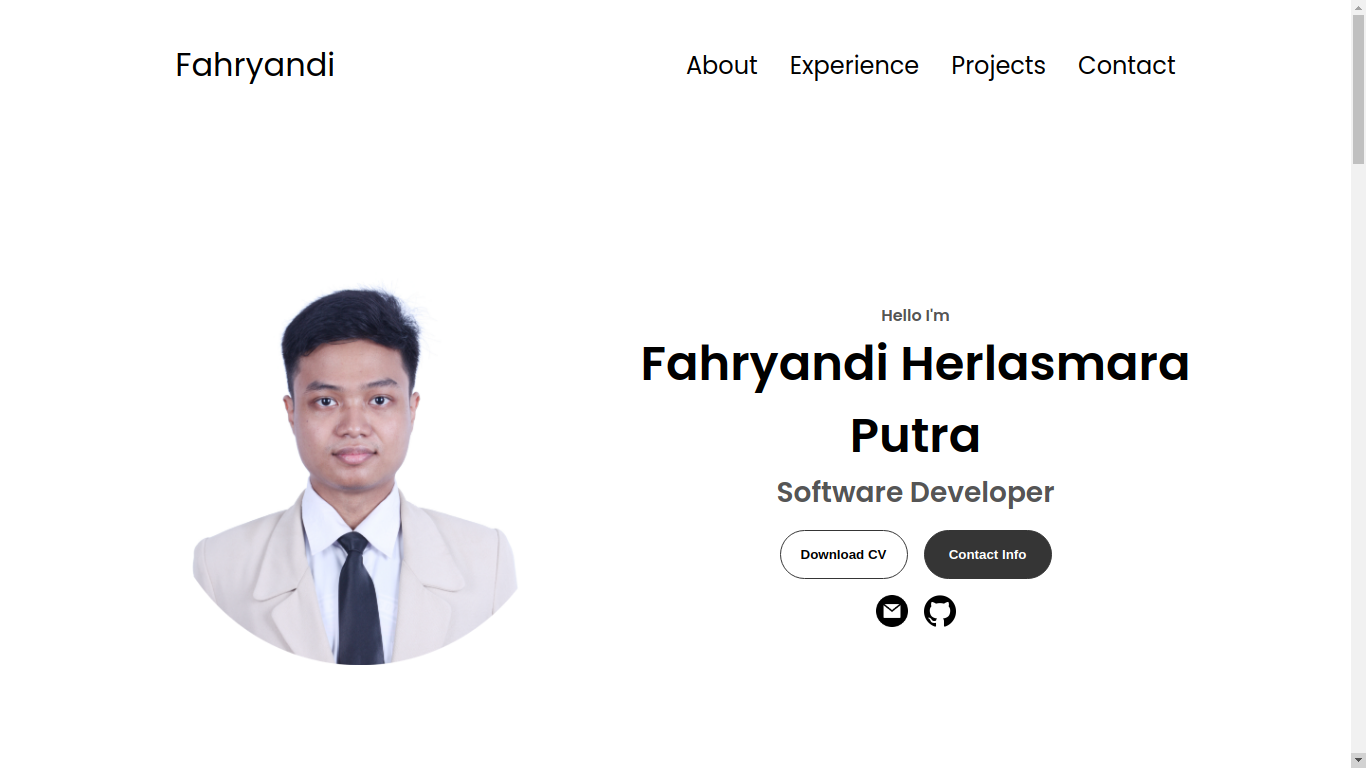 Fahryandi
About Experience Projects Contact
Hello I'm
Fahryandi Herlasmara
Putra
Software Developer
Download CV Contact Info